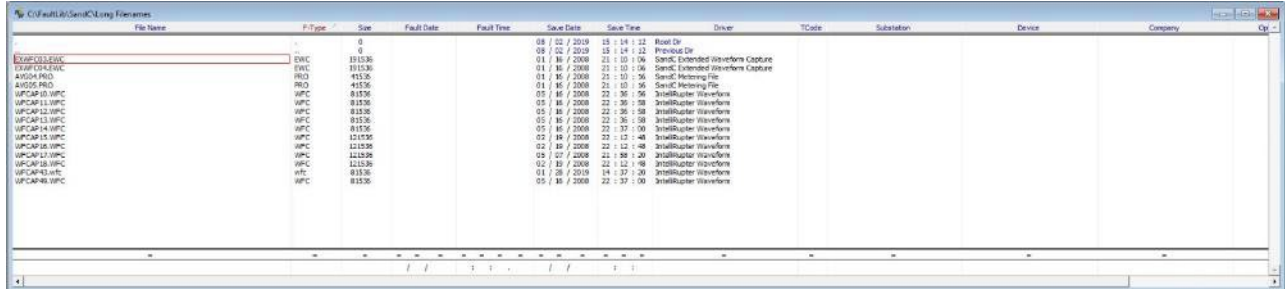 C:\FaultLib\SandC\Long Filenames
File Name F-Type Size Fault Date Fault Time Save Date Save Time Driver TCode Substation Device Company Op
. . 0 08 / 02 / 2019 15 : 14 : 12 Root Dir
.. .. 0 08 / 02 / 2019 15 : 14 : 12 Previous Dir
EXWFC03.EWC EWC 191536 01 / 16 / 2008 21 : 10 : 06 SandC Extended Waveform Capture
EXWFC04.EWC EWC 191536 01 / 16 / 2008 21 : 10 : 06 SandC Extended Waveform Capture
AVG04.PRO PRO 41536 01 / 16 / 2008 21 : 10 : 56 SandC Metering File
AVG05.PRO PRO 41536 01 / 16 / 2008 21 : 10 : 56 SandC Metering File
WFCAP10.WFC WFC 81536 05 / 16 / 2008 22 : 36 : 56 IntelliRupter Waveform
WFCAP11.WFC WFC 81536 05 / 16 / 2008 22 : 36 : 58 IntelliRupter Waveform
WFCAP12.WFC WFC 81536 05 / 16 / 2008 22 : 36 : 58 IntelliRupter Waveform
WFCAP13.WFC WFC 81536 05 / 16 / 2008 22 : 36 : 58 IntelliRupter Waveform
WFCAP14.WFC WFC 81536 05 / 16 / 2008 22 : 37 : 00 IntelliRupter Waveform
WFCAP15.WFC WFC 121536 02 / 19 / 2008 22 : 12 : 48 IntelliRupter Waveform
WFCAP16.WFC WFC 121536 02 / 19 / 2008 22 : 12 : 48 IntelliRupter Waveform
WFCAP17.WFC WFC 121536 05 / 07 / 2008 21 : 58 : 20 IntelliRupter Waveform
WFCAP18.WFC WFC 121536 02 / 19 / 2008 22 : 12 : 48 IntelliRupter Waveform
WFCAP43.wfc wfc 81536 01 / 28 / 2019 14 : 37 : 20 IntelliRupter Waveform
WFCAP49.WFC WFC 81536 05 / 16 / 2008 22 : 37 : 00 IntelliRupter Waveform
= = = = = = = = = = = = = = = = = = = = = = =
/ / : : . / / : :